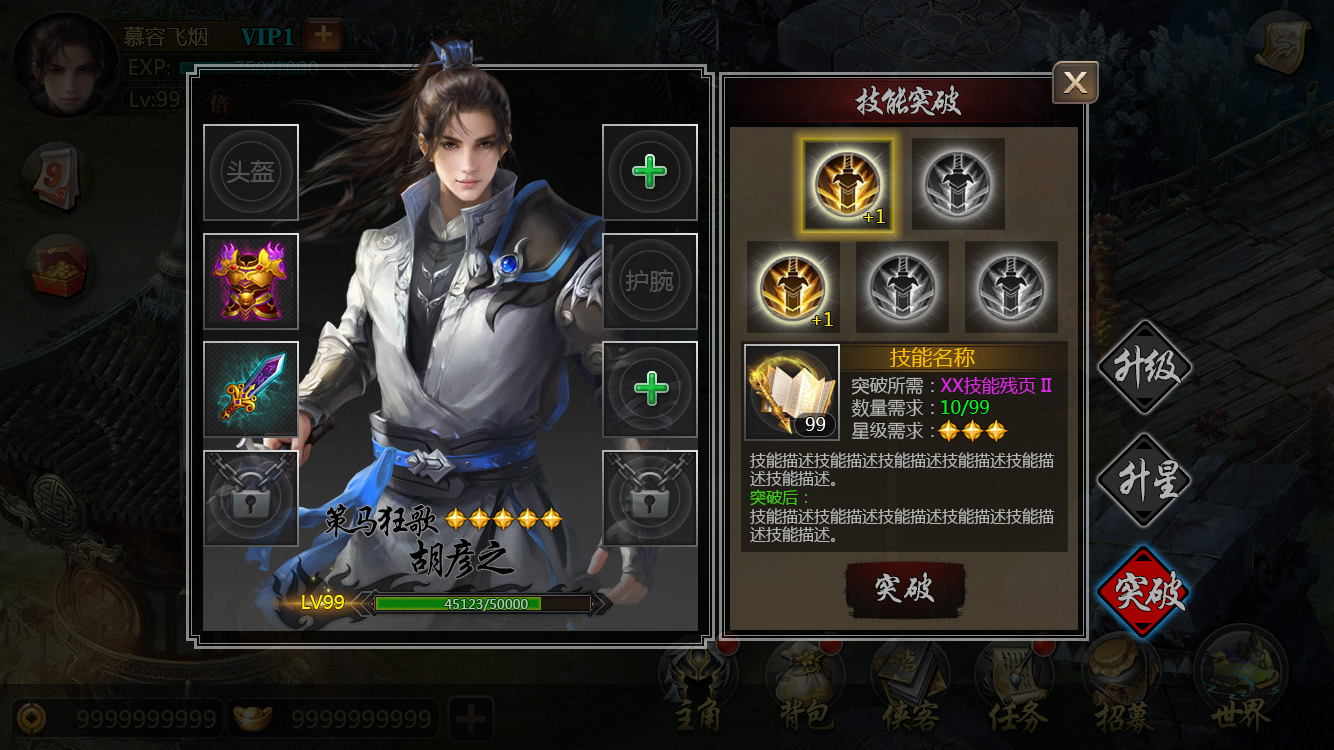 慕容飞烟 VIP1
EXP: 750/1000
Lv:99
倍
9
头盔
护腕
策马狂歌
胡彦之
LV99 45123/50000
技能突破
X
+1
+1
99
技能名称
突破所需：XX技能残页 II
数量需求：10/99
星级需求：
技能描述技能描述技能描述技能描述技能描
述技能描述。
突破后：
技能描述技能描述技能描述技能描述技能描
述技能描述。
突破
升级
升星
突破
9999999999
9999999999
主角
背包
侠客
任务
招募
世界